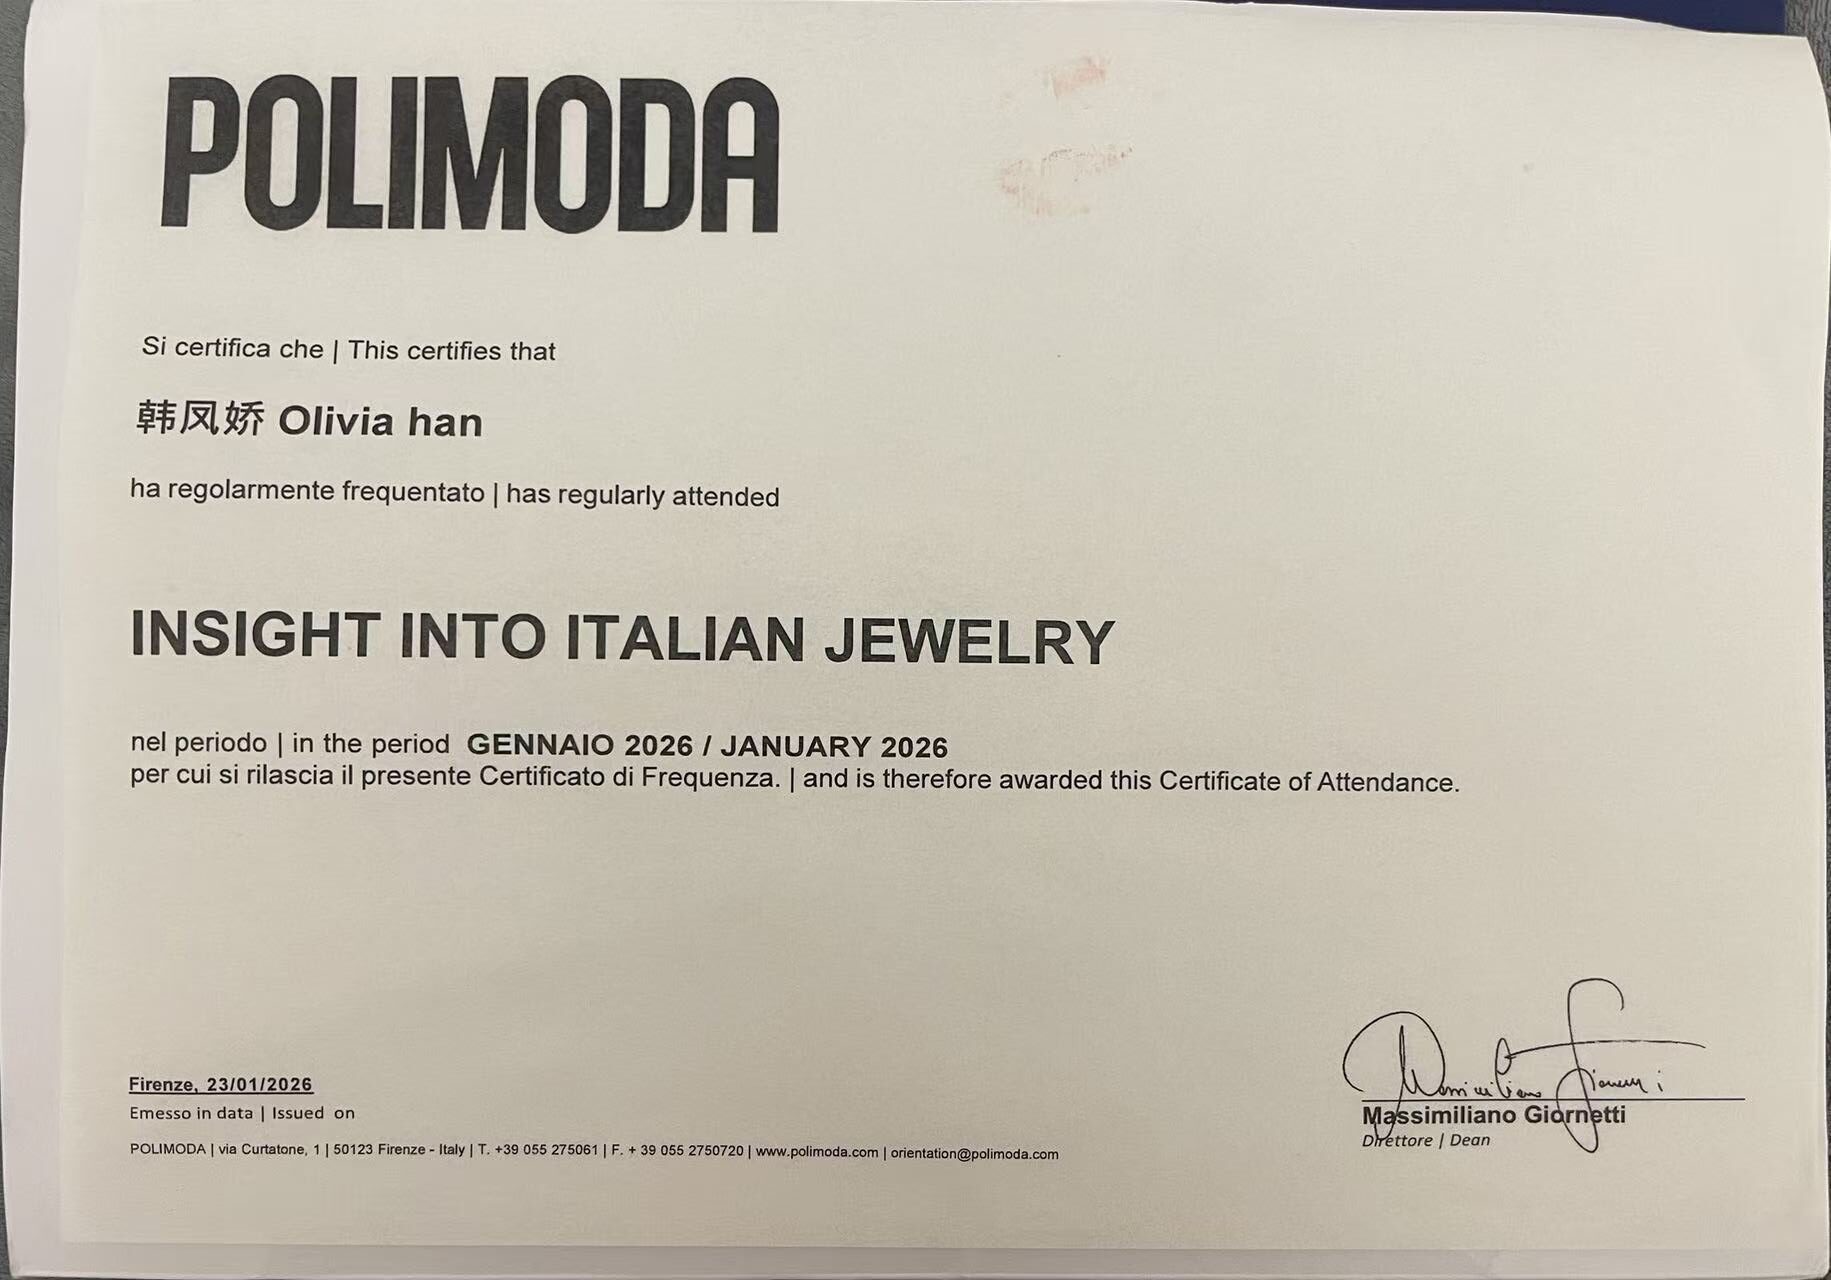 POLIMODA
Si certifica che | This certifies that
韩凤娇 Olivia han
ha regolarmente frequentato | has regularly attended
INSIGHT INTO ITALIAN JEWELRY
nel periodo | in the period GENNAIO 2026 / JANUARY 2026
per cui si rilascia il presente Certificato di Frequenza. | and is therefore awarded this Certificate of Attendance.
Firenze, 23/01/2026
Emesso in data | Issued on
Massimiliano Giornetti
Direttore | Dean
POLIMODA | via Curtatone, 1 | 50123 Firenze - Italy | T. +39 055 275061 | F. + 39 055 2750720 | www.polimoda.com | orientation@polimoda.com